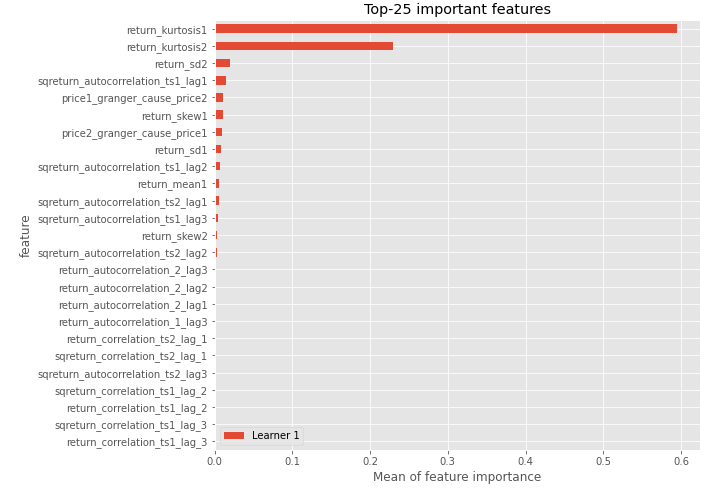 Top-25 important features
return_kurtosis1
return_kurtosis2
return_sd2
sqreturn_autocorrelation_ts1_lag1
price1_granger_cause_price2
return_skew1
price2_granger_cause_price1
return_sd1
sqreturn_autocorrelation_ts1_lag2
return_mean1
sqreturn_autocorrelation_ts2_lag1
sqreturn_autocorrelation_ts1_lag3
return_skew2
sqreturn_autocorrelation_ts2_lag2
return_autocorrelation_2_lag3
return_autocorrelation_2_lag2
return_autocorrelation_2_lag1
return_autocorrelation_1_lag3
return_correlation_ts2_lag_1
sqreturn_correlation_ts2_lag_1
sqreturn_autocorrelation_ts2_lag3
sqreturn_correlation_ts1_lag_2
return_correlation_ts1_lag_2
sqreturn_correlation_ts1_lag_3
return_correlation_ts1_lag_3
feature
Learner 1
0.0 0.1 0.2 0.3 0.4 0.5 0.6
Mean of feature importance